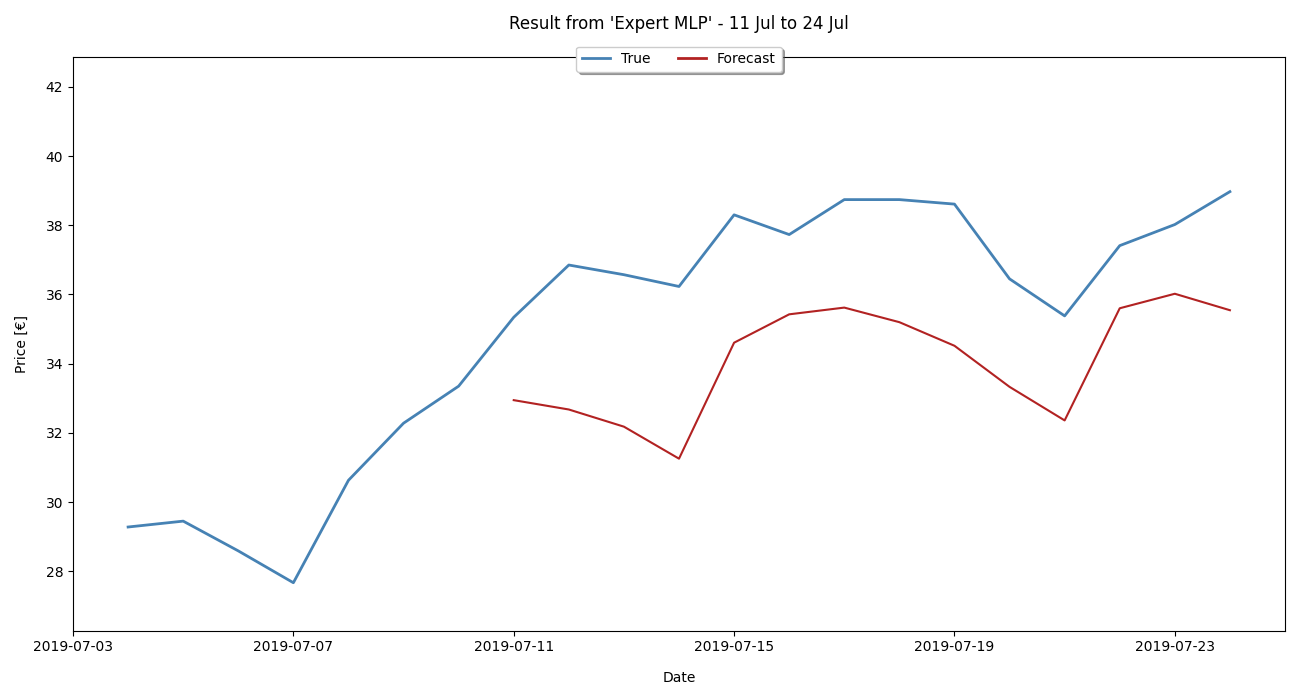 Result from 'Expert MLP' - 11 Jul to 24 Jul
True Forecast
42
40
38
36
34
32
30
28
Price [€]
2019-07-03 2019-07-07 2019-07-11 2019-07-15 2019-07-19 2019-07-23
Date